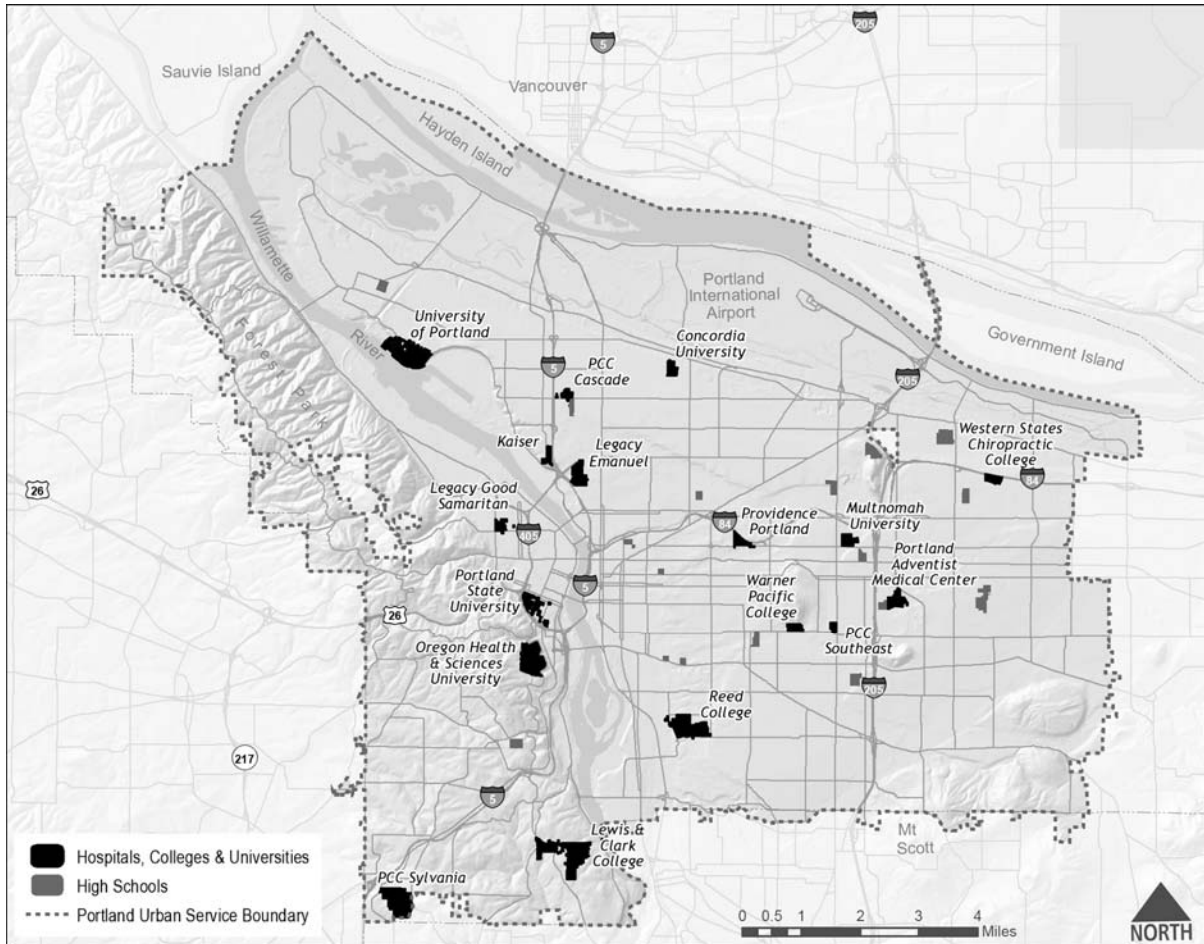 205
5
Sauvie Island
Vancouver
Hayden Island
Willamette
River
Forest Park
Portland
International
Airport
Government Island
University
of Portland
Concordia
University
5
PCC
Cascade
205
Kaiser
Legacy
Emanuel
Western States
Chiropractic
College
84
26
Legacy Good
Samaritan
405
84
Providence
Portland
Multnomah
University
Portland
Adventist
Medical Center
5
Portland
State
University
26
Warner
Pacific
College
PCC
Southeast
Oregon Health
& Sciences
University
205
Reed
College
217
5
Lewis &
Clark
College
Mt
Scott
PCC Sylvania
Hospitals, Colleges & Universities
High Schools
Portland Urban Service Boundary
0 0.5 1 2 3 4
Miles
NORTH